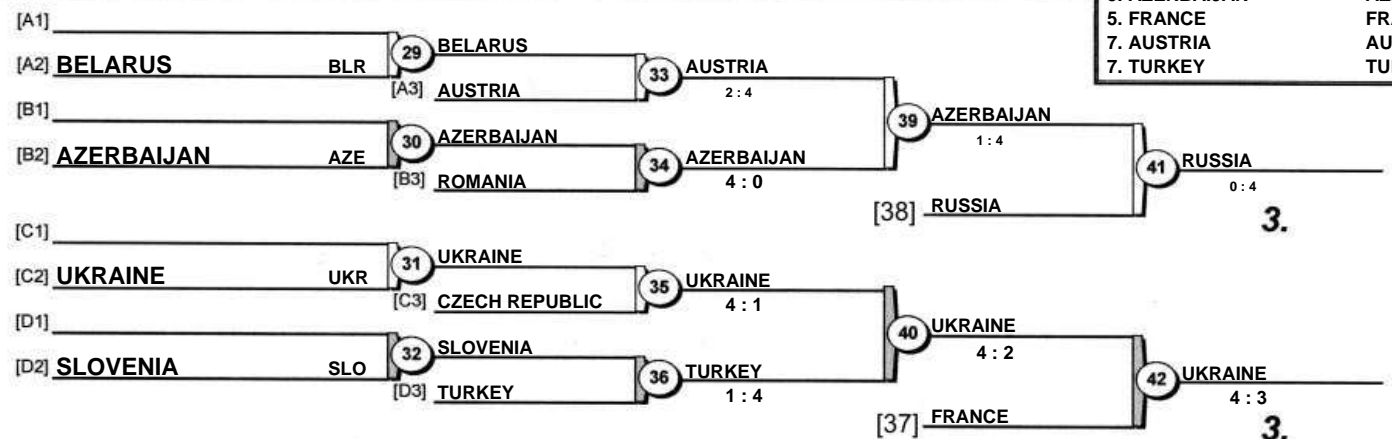 5. FRANCE
7. AUSTRIA AU
7. TURKEY
[A1]
[A2] BELARUS BLR 29 BELARUS
[A3] AUSTRIA 33 AUSTRIA
2 : 4
[B1]
[B2] AZERBAIJAN AZE 30 AZERBAIJAN
[B3] ROMANIA 34 AZERBAIJAN
4 : 0
39 AZERBAIJAN
1 : 4
[38] RUSSIA
41 RUSSIA
0 : 4
3.
[C1]
[C2] UKRAINE UKR 31 UKRAINE
[C3] CZECH REPUBLIC 35 UKRAINE
4 : 1
[D1]
[D2] SLOVENIA SLO 32 SLOVENIA
[D3] TURKEY 36 TURKEY
1 : 4
40 UKRAINE
4 : 2
[37] FRANCE
42 UKRAINE
4 : 3
3.